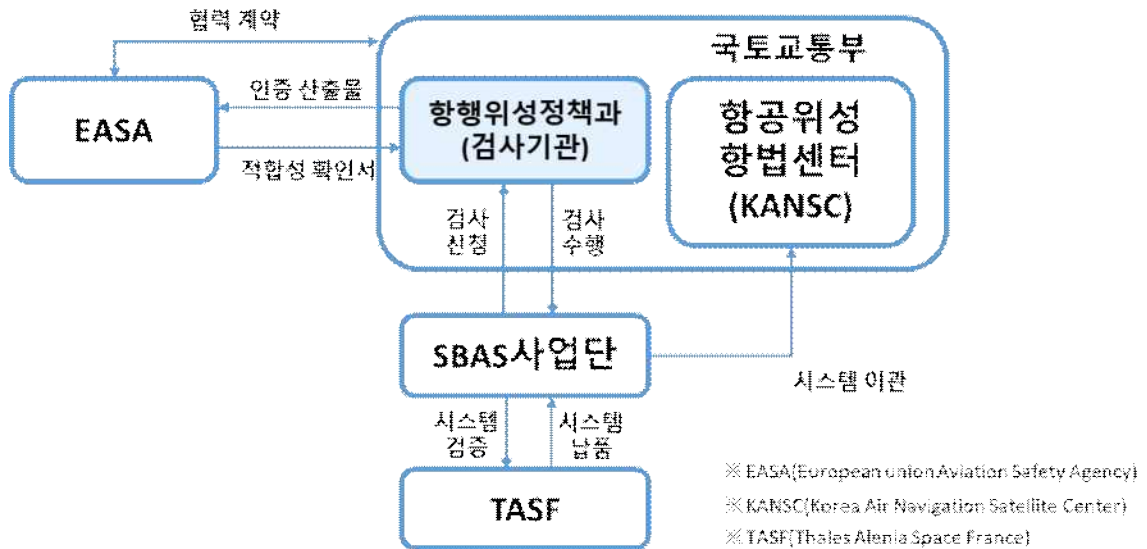 협력 계약
국토교통부
EASA
인증 산출물
적합성 확인서
항행위성정책과
(검사기관)
항공위성
항법센터
(KANSC)
검사
신청
검사
수행
SBAS사업단
시스템 이관
시스템
검증
시스템
납품
TASF
※ EASA(European union Aviation Safety Agency)
※ KANSC(Korea Air Navigation Satellite Center)
※ TASF(Thales Alenia Space France)